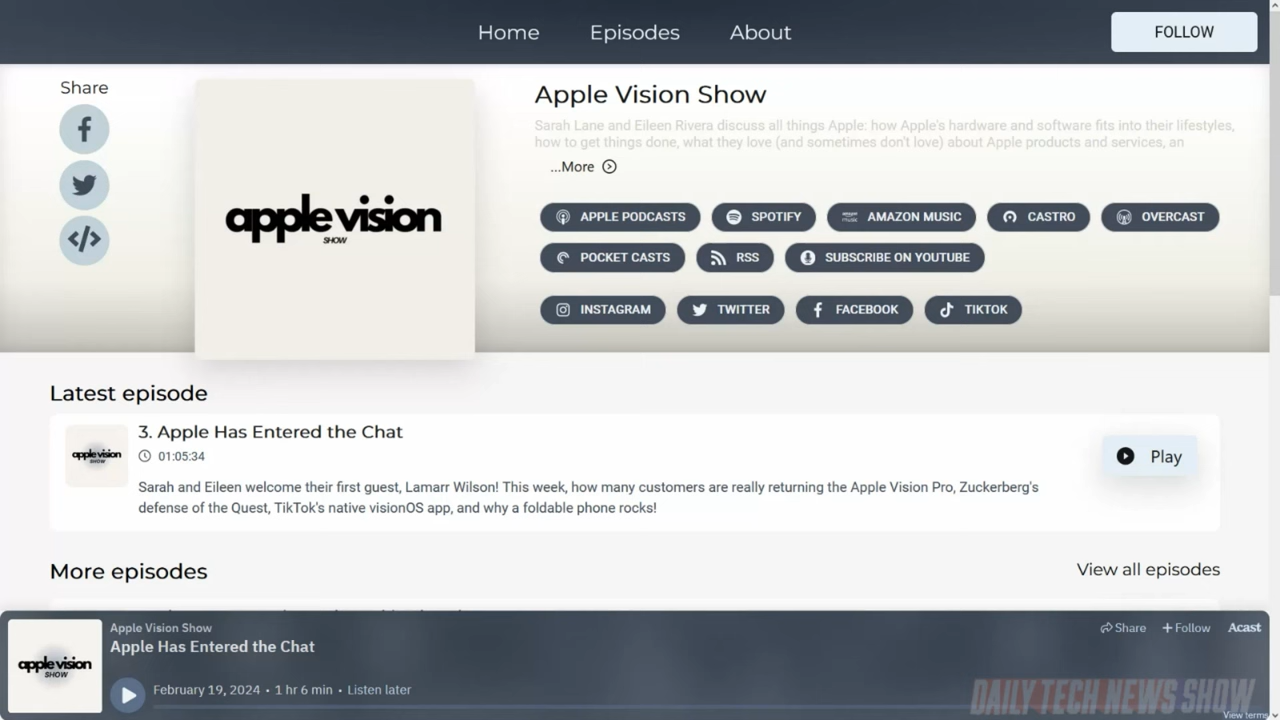 Home Episodes About FOLLOW
Share
apple vision
SHOW
Apple Vision Show
Sarah Lane and Eileen Rivera discuss all things Apple: how Apple's hardware and software fits into their lifestyles,
how to get things done, what they love (and sometimes don't love) about Apple products and services, an
...More
APPLE PODCASTS SPOTIFY amazon music AMAZON MUSIC CASTRO OVERCAST
POCKET CASTS RSS SUBSCRIBE ON YOUTUBE
INSTAGRAM TWITTER FACEBOOK TIKTOK
Latest episode
apple vision
SHOW
3. Apple Has Entered the Chat
01:05:34
Play
Sarah and Eileen welcome their first guest, Lamarr Wilson! This week, how many customers are really returning the Apple Vision Pro, Zuckerberg's
defense of the Quest, TikTok's native visionOS app, and why a foldable phone rocks!
More episodes View all episodes
apple vision
SHOW
Apple Vision Show
Apple Has Entered the Chat
Share + Follow Acast
February 19, 2024 • 1 hr 6 min • Listen later
DAILY TECH NEWS SHOW
View terms